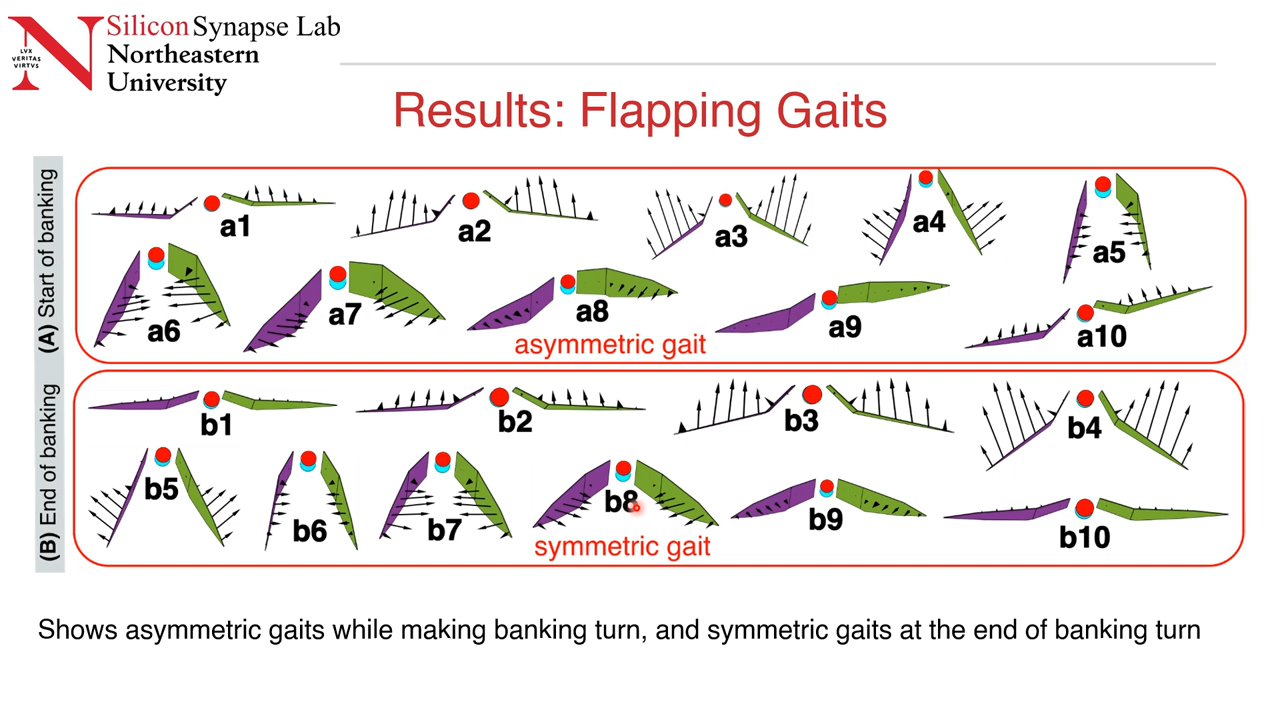 Silicon Synapse Lab
Northeastern
University
LVX
VERITAS
VIRTVS
Results: Flapping Gaits
(A) Start of banking
a1
a2
a3
a4
a5
a6
a7
a8
a9
a10
asymmetric gait
(B) End of banking
b1
b2
b3
b4
b5
b6
b7
b8
b9
b10
symmetric gait
Shows asymmetric gaits while making banking turn, and symmetric gaits at the end of banking turn